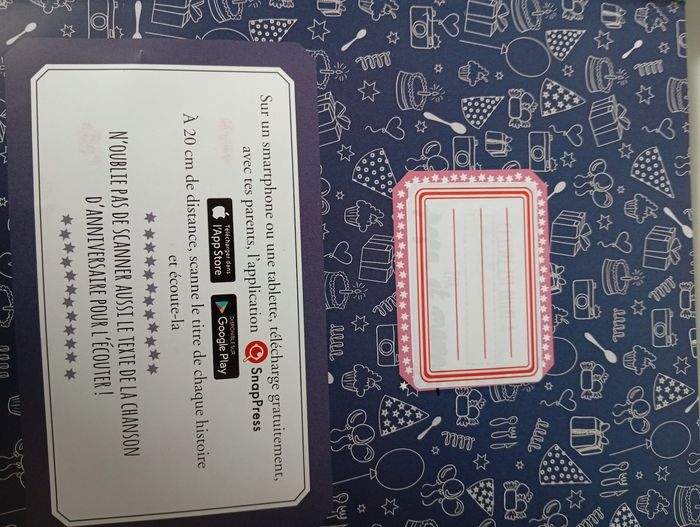 Sur un smartphone ou une tablette, télécharge gratuitement,
avec tes parents, l'application SnapPress
Télécharger dans
l'App Store
DISPONIBLE SUR
Google Play
À 20 cm de distance, scanne le titre de chaque histoire
et écoute-la
N'OUBLIE PAS DE SCANNER AUSSI LE TEXTE DE LA CHANSON
D'ANNIVERSAIRE POUR L'ÉCOUTER !